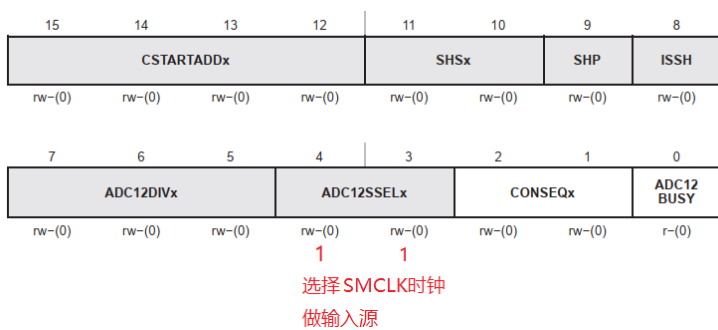 15 14 13 12 11 10 9 8
CSTARTADDx SHSx SHP ISSH
rw−(0) rw−(0) rw−(0) rw−(0) rw−(0) rw−(0) rw−(0) rw−(0)
7 6 5 4 3 2 1 0
ADC12DIVx ADC12SSELx CONSEQx ADC12
BUSY
rw−(0) rw−(0) rw−(0) rw−(0) rw−(0) rw−(0) rw−(0) r−(0)
1 1
选择SMCLK时钟
做输入源